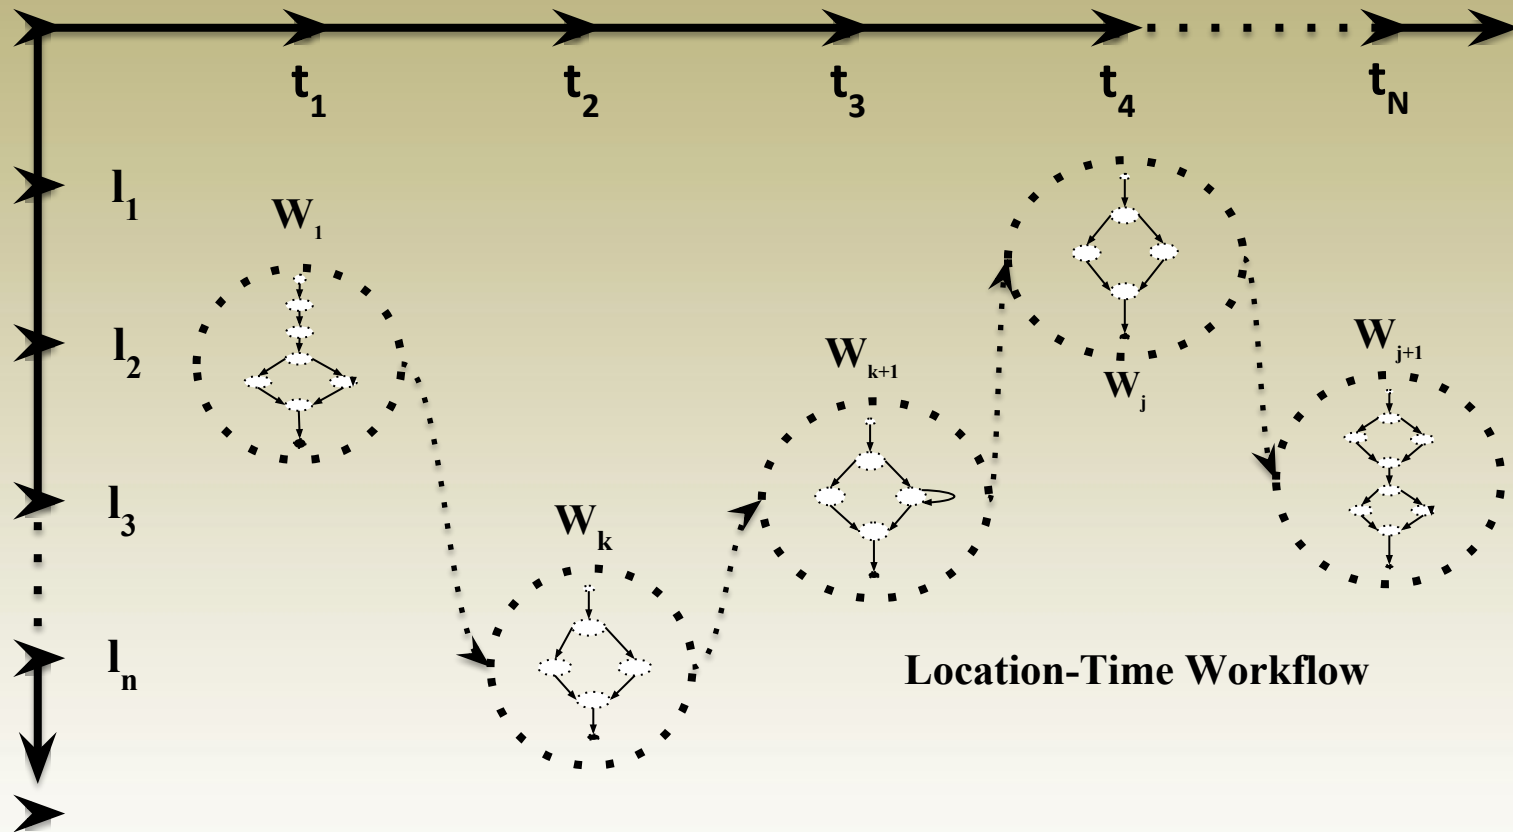 t1 t2 t3 t4 tN
l1
W1
l2
Wk+1
Wj+1
Wj
l3
Wk
ln
Location-Time Workflow